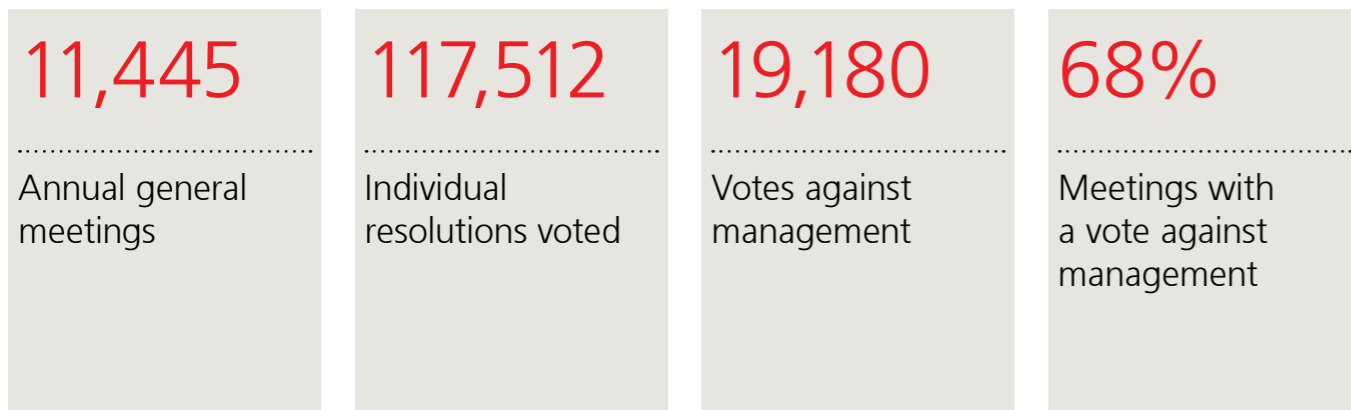 11,445
Annual general
meetings
117,512
Individual
resolutions voted
19,180
Votes against
management
68%
Meetings with
a vote against
management